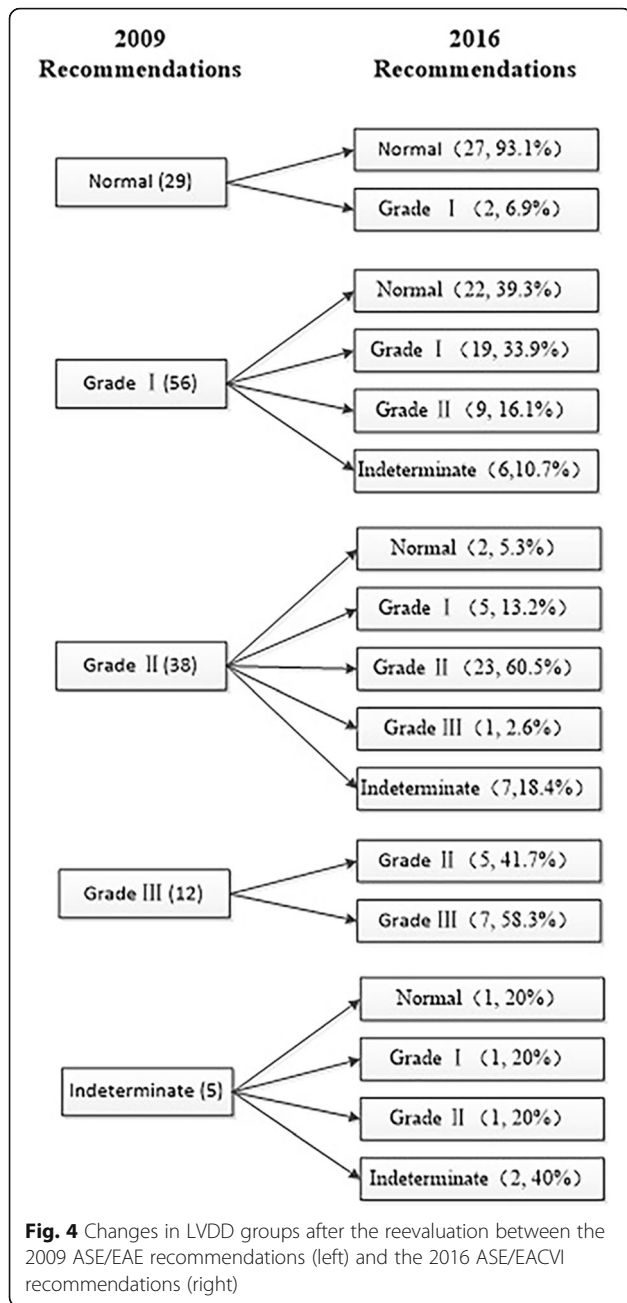 2009
Recommendations
2016
Recommendations
Normal (29)
Normal（27, 93.1%）
Grade Ⅰ（2, 6.9%）
Grade Ⅰ (56)
Normal（22, 39.3%）
Grade Ⅰ（19, 33.9%）
Grade Ⅱ（9, 16.1%）
Indeterminate（6,10.7%）
Grade Ⅱ (38)
Normal（2, 5.3%）
Grade Ⅰ（5, 13.2%）
Grade Ⅱ（23, 60.5%）
Grade Ⅲ（1, 2.6%）
Indeterminate（7,18.4%）
Grade Ⅲ (12)
Grade Ⅱ（5, 41.7%）
Grade Ⅲ（7, 58.3%）
Indeterminate (5)
Normal（1, 20%）
Grade Ⅰ（1, 20%）
Grade Ⅱ（1, 20%）
Indeterminate（2, 40%）
Fig. 4 Changes in LVDD groups after the reevaluation between the
2009 ASE/EAE recommendations (left) and the 2016 ASE/EACVI
recommendations (right)